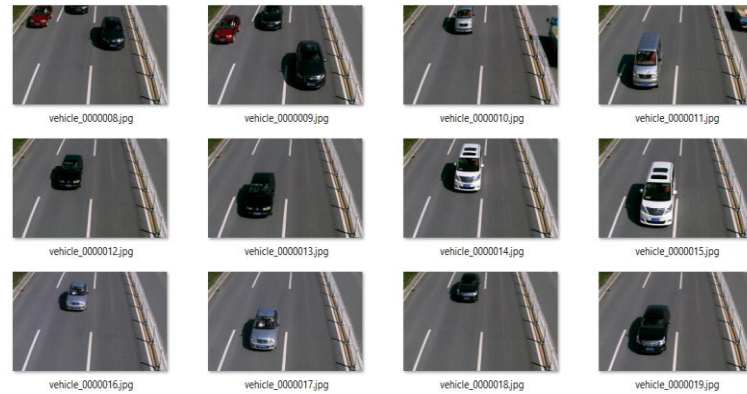 vehicle_0000008.jpg
vehicle_0000009.jpg
vehicle_0000010.jpg
vehicle_0000011.jpg
vehicle_0000012.jpg
vehicle_0000013.jpg
vehicle_0000014.jpg
vehicle_0000015.jpg
vehicle_0000016.jpg
vehicle_0000017.jpg
vehicle_0000018.jpg
vehicle_0000019.jpg